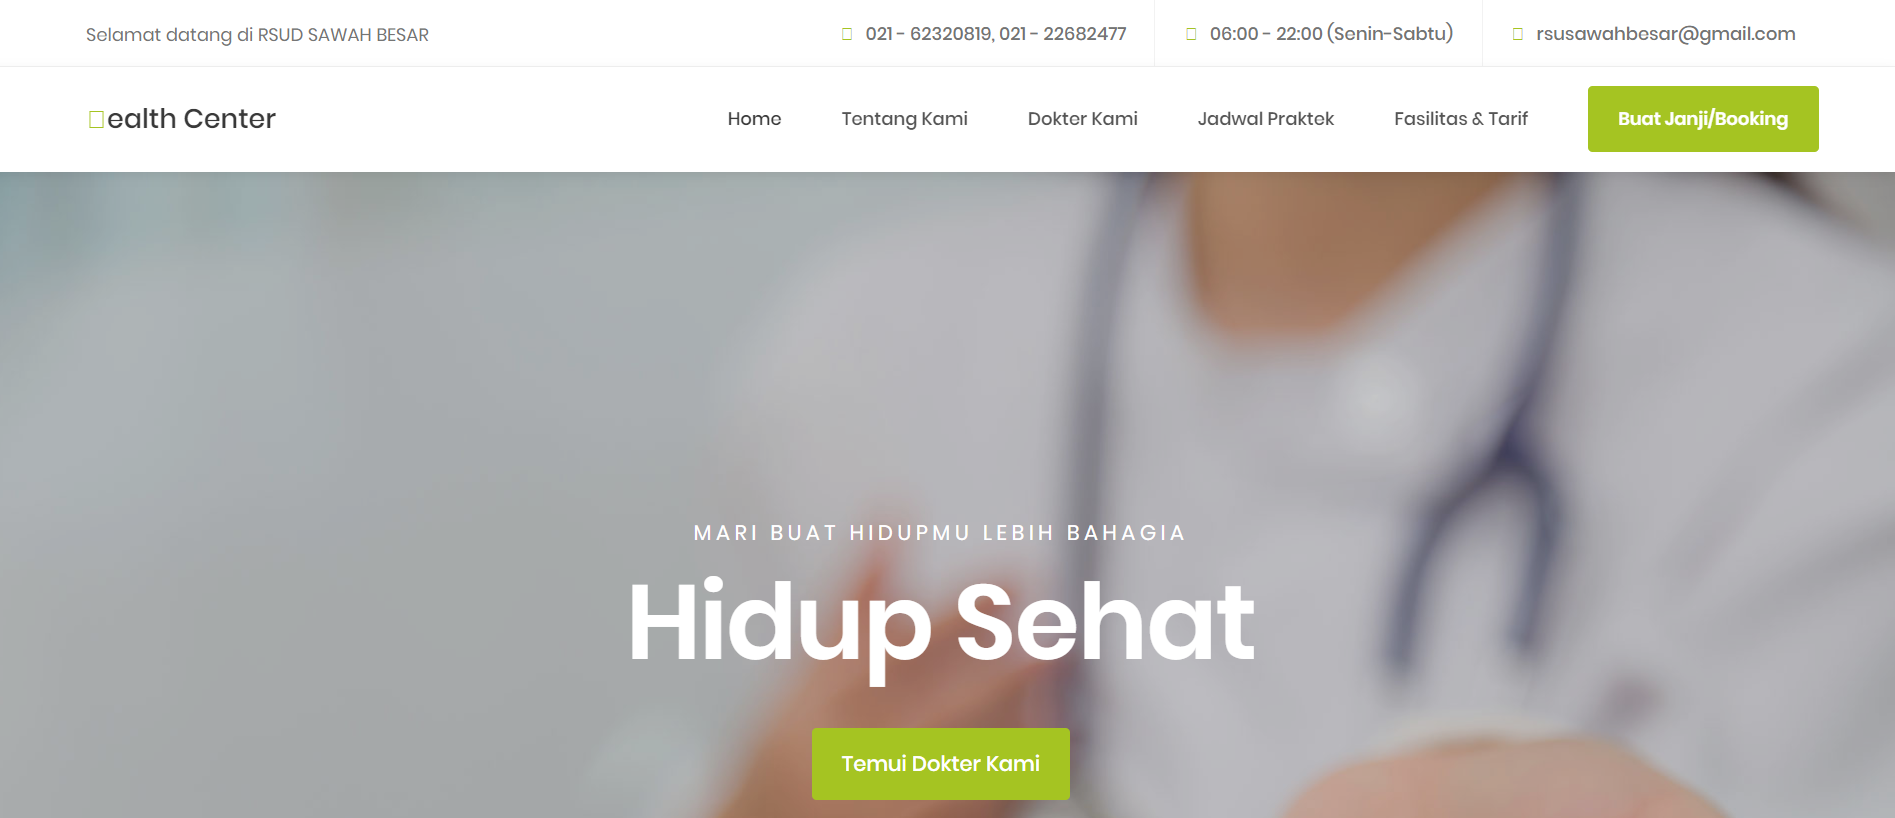 Selamat datang di RSUD SAWAH BESAR
021 - 62320819, 021 - 22682477
06:00 - 22:00 (Senin-Sabtu)
rsusawahbesar@gmail.com
ealth Center
Home
Tentang Kami
Dokter Kami
Jadwal Praktek
Fasilitas & Tarif
Buat Janji/Booking
MARI BUAT HIDUPMU LEBIH BAHAGIA
Hidup Sehat
Temui Dokter Kami